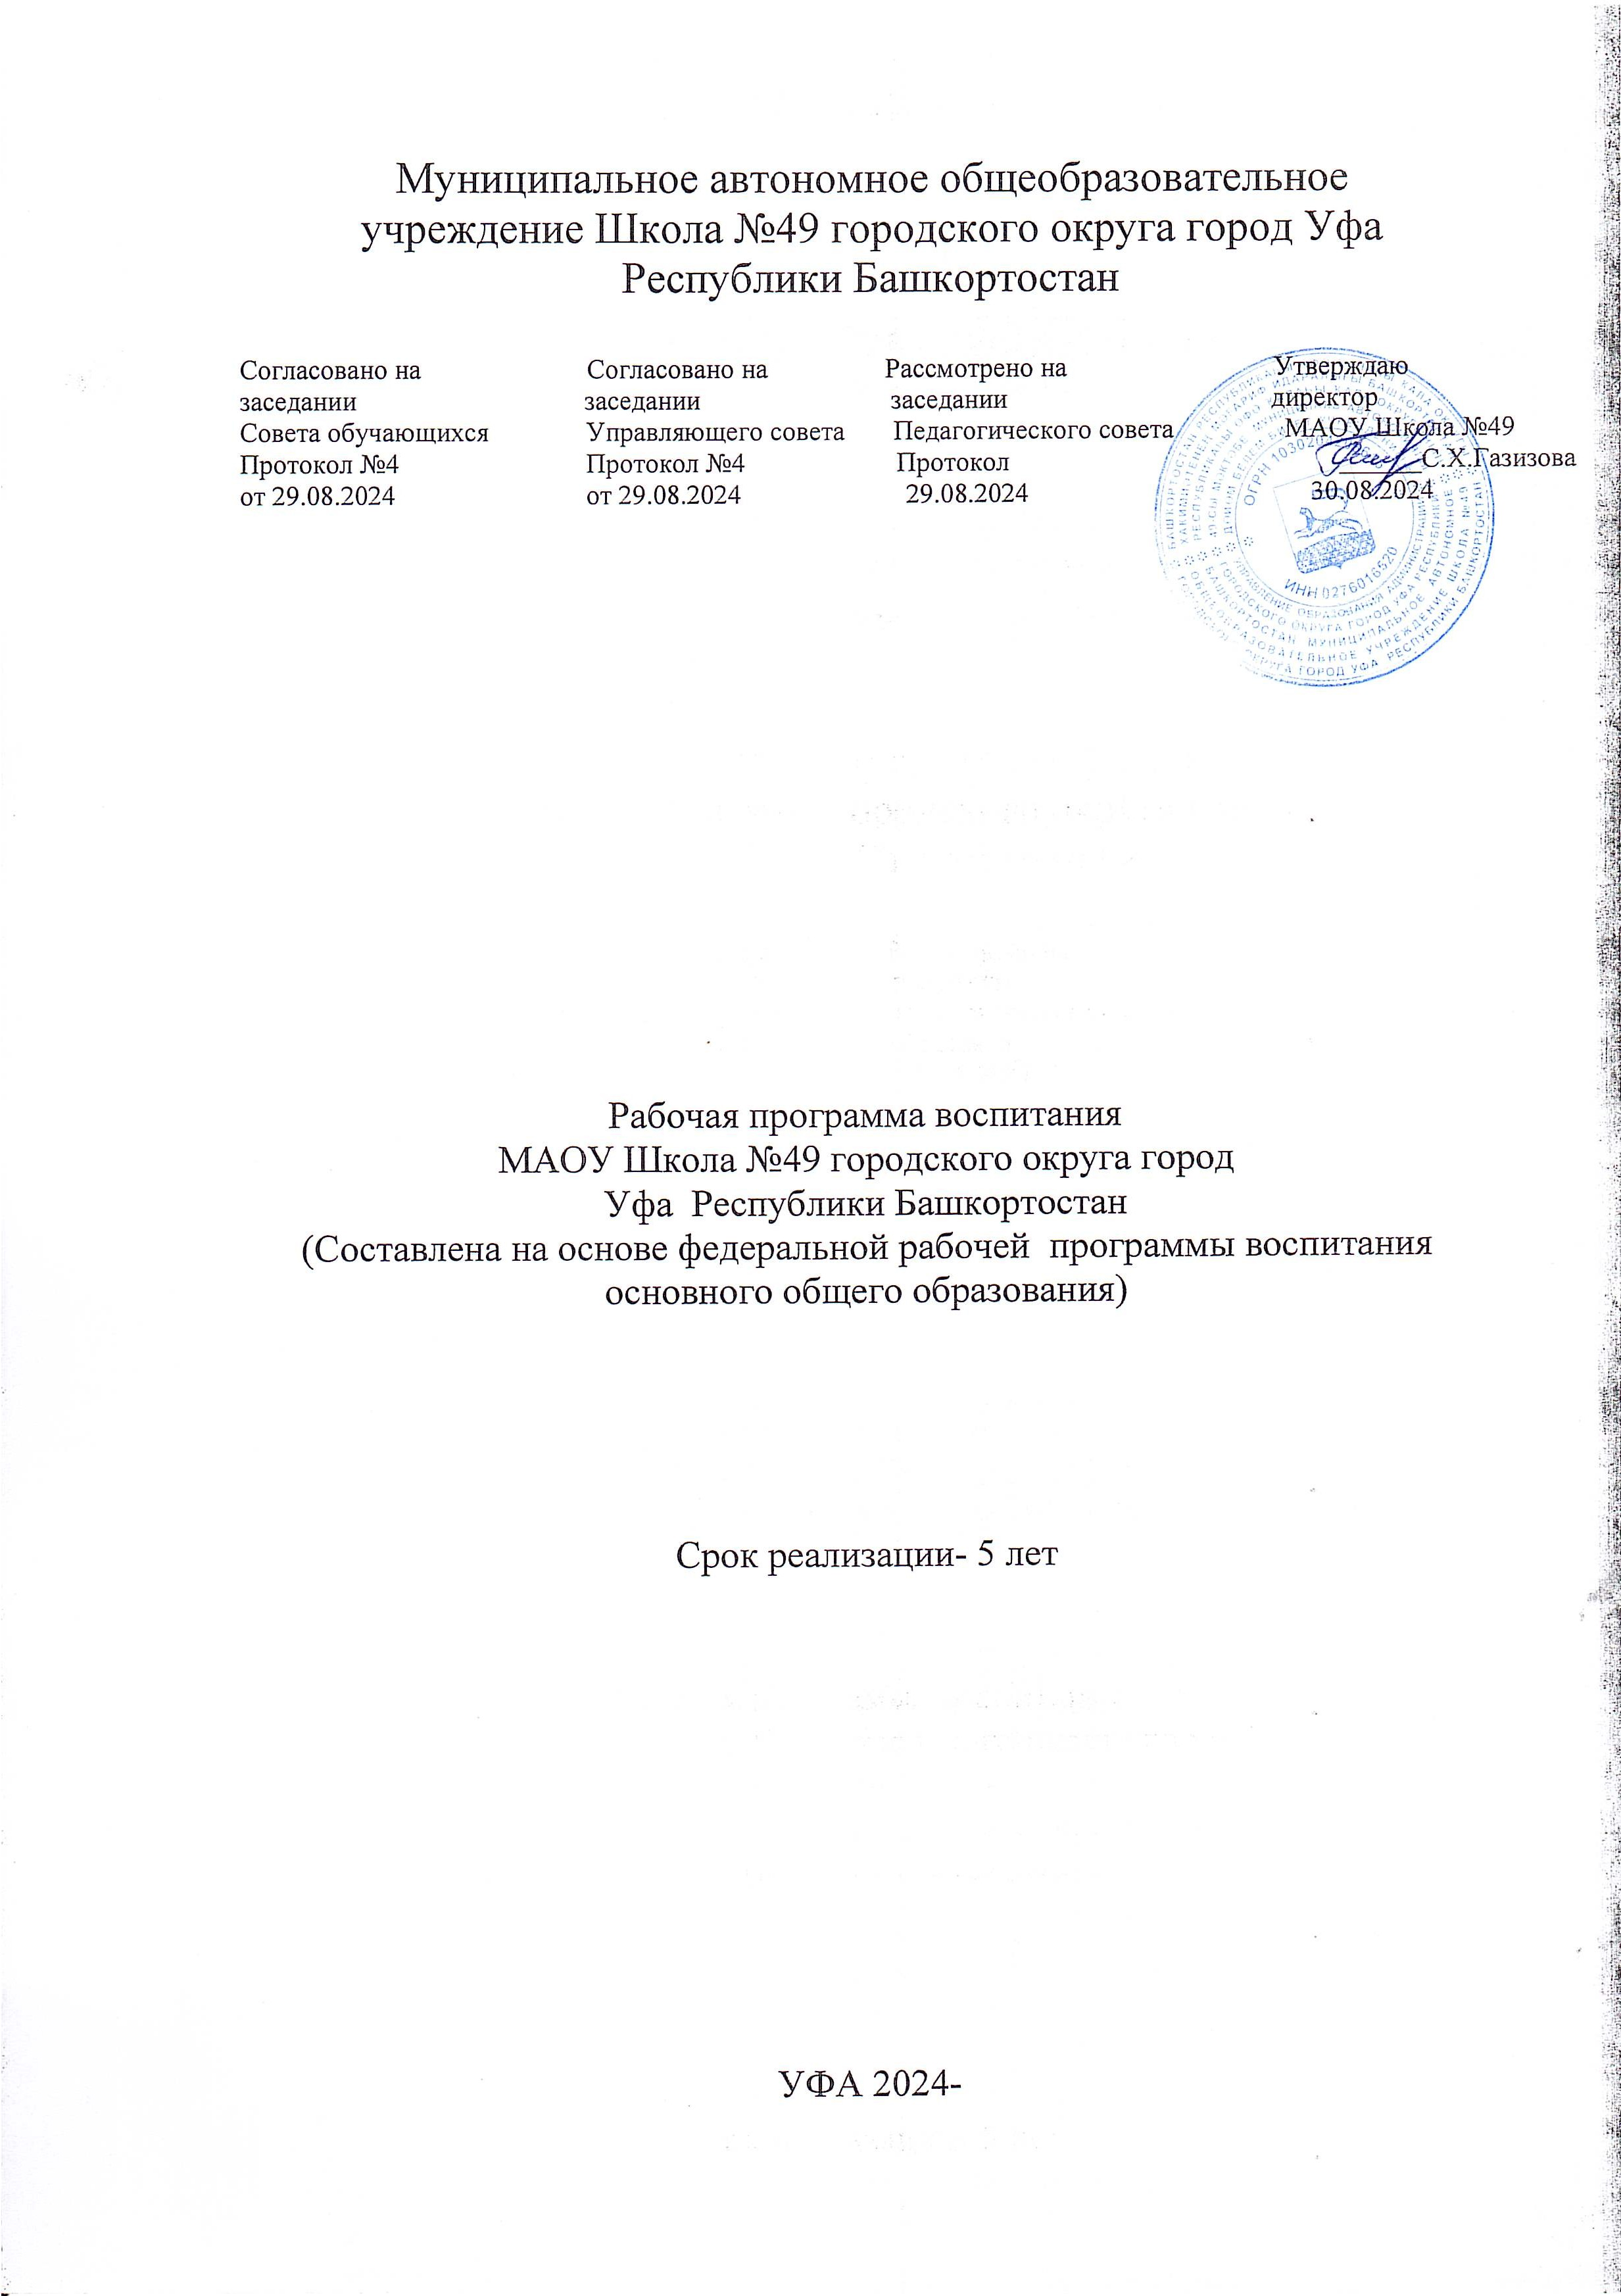 Муниципальное автономное общеобразовательное
учреждение Школа №49 городского округа город Уфа
Республики Башкортостан
Согласовано на
заседании
Совета обучающихся
Протокол №4
от 29.08.2024
Согласовано на
заседании
Управляющего совета
Протокол №4
от 29.08.2024
Рассмотрено на
заседании
Педагогического совета
Протокол
29.08.2024
Утверждаю
директор
МАОУ Школа №49
С.Х.Газизова
30.08.2024
ИНН 0276016520
Рабочая программа воспитания
МАОУ Школа №49 городского округа город
Уфа Республики Башкортостан
(Составлена на основе федеральной рабочей программы воспитания
основного общего образования)
Срок реализации- 5 лет
УФА 2024-